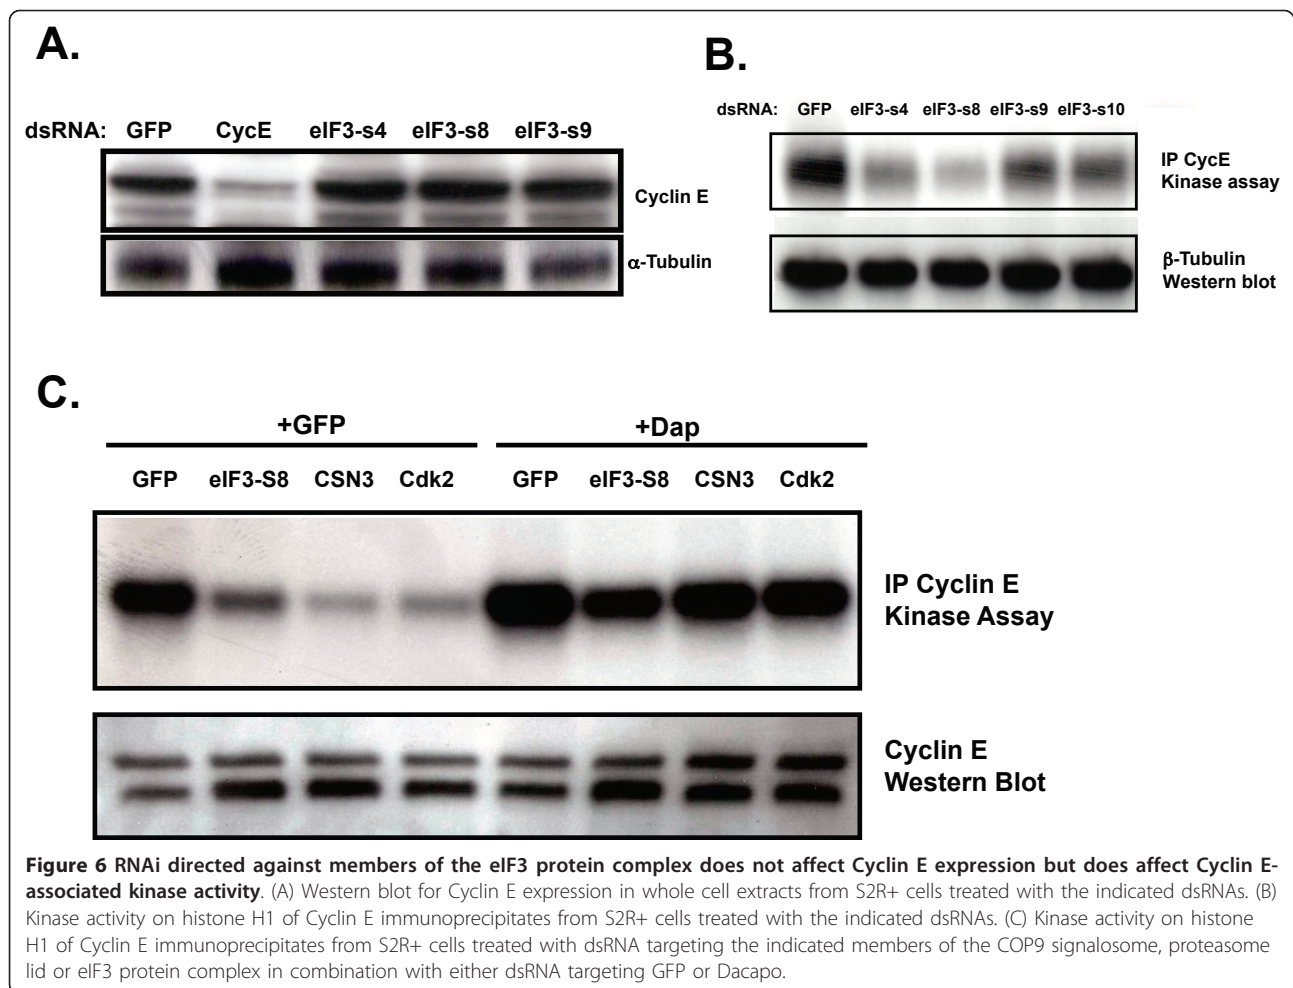 A.
dsRNA: GFP CycE eIF3-s4 eIF3-s8 eIF3-s9
Cyclin E
α-Tubulin
B.
dsRNA: GFP eIF3-s4 eIF3-s8 eIF3-s9 eIF3-s10
IP CycE
Kinase assay
β-Tubulin
Western blot
C.
+GFP +Dap
GFP eIF3-S8 CSN3 Cdk2 GFP eIF3-S8 CSN3 Cdk2
IP Cyclin E
Kinase Assay
Cyclin E
Western Blot
Figure 6 RNAi directed against members of the eIF3 protein complex does not affect Cyclin E expression but does affect Cyclin E-
associated kinase activity. (A) Western blot for Cyclin E expression in whole cell extracts from S2R+ cells treated with the indicated dsRNAs. (B)
Kinase activity on histone H1 of Cyclin E immunoprecipitates from S2R+ cells treated with the indicated dsRNAs. (C) Kinase activity on histone
H1 of Cyclin E immunoprecipitates from S2R+ cells treated with dsRNA targeting the indicated members of the COP9 signalosome, proteasome
lid or eIF3 protein complex in combination with either dsRNA targeting GFP or Dacapo.